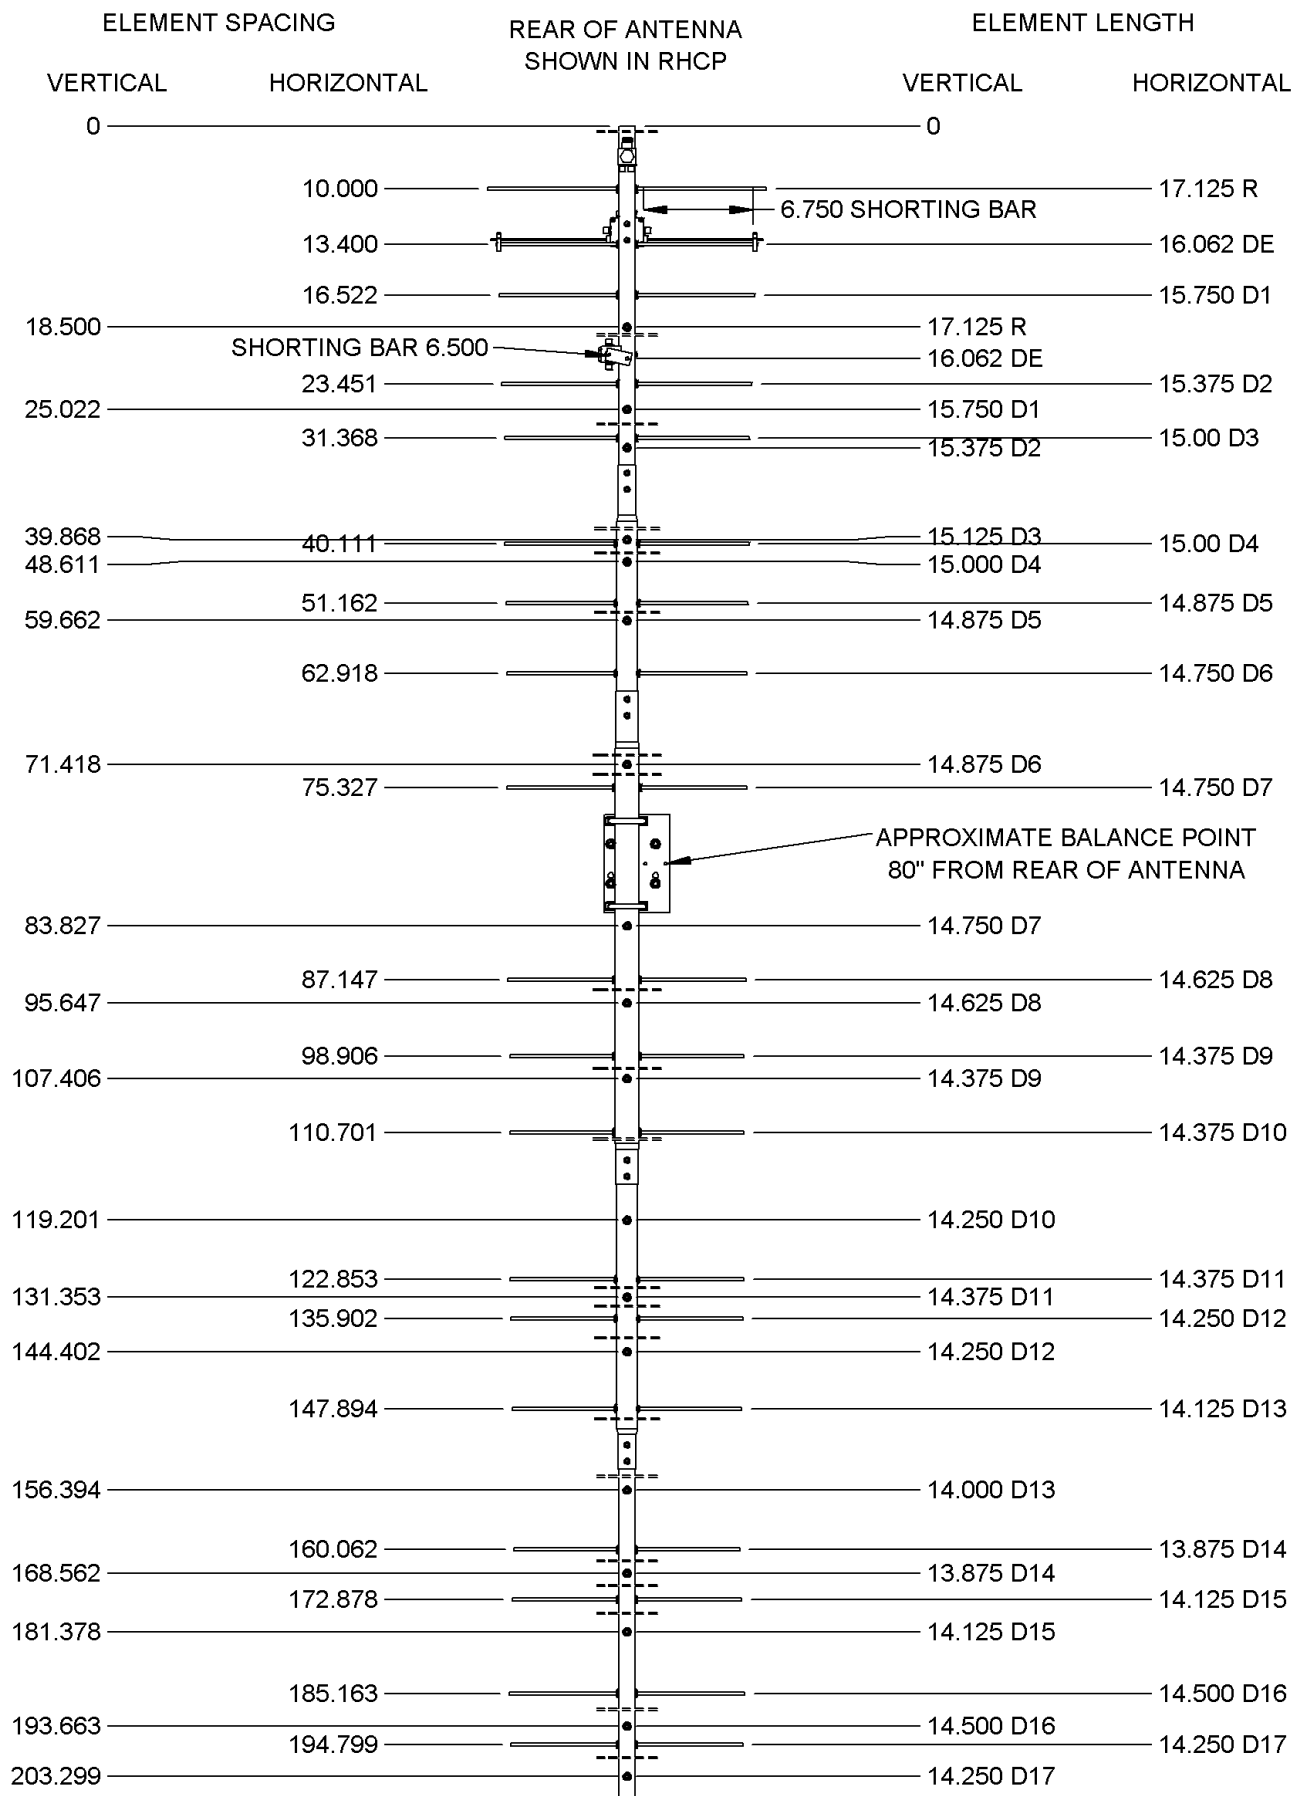 ELEMENT SPACING
REAR OF ANTENNA
SHOWN IN RHCP
ELEMENT LENGTH
VERTICAL HORIZONTAL VERTICAL HORIZONTAL
0 0
10.000 17.125 R
6.750 SHORTING BAR
13.400 16.062 DE
16.522 15.750 D1
18.500 17.125 R
SHORTING BAR 6.500
16.062 DE
23.451 15.375 D2
25.022 15.750 D1
31.368 15.00 D3
15.375 D2
39.868 15.125 D3
40.111 15.00 D4
48.611 15.000 D4
51.162 14.875 D5
59.662 14.875 D5
62.918 14.750 D6
71.418 14.875 D6
75.327 14.750 D7
APPROXIMATE BALANCE POINT
80" FROM REAR OF ANTENNA
83.827 14.750 D7
87.147 14.625 D8
95.647 14.625 D8
98.906 14.375 D9
107.406 14.375 D9
110.701 14.375 D10
119.201 14.250 D10
122.853 14.375 D11
131.353 14.375 D11
135.902 14.250 D12
144.402 14.250 D12
147.894 14.125 D13
156.394 14.000 D13
160.062 13.875 D14
168.562 13.875 D14
172.878 14.125 D15
181.378 14.125 D15
185.163 14.500 D16
193.663 14.500 D16
194.799 14.250 D17
203.299 14.250 D17